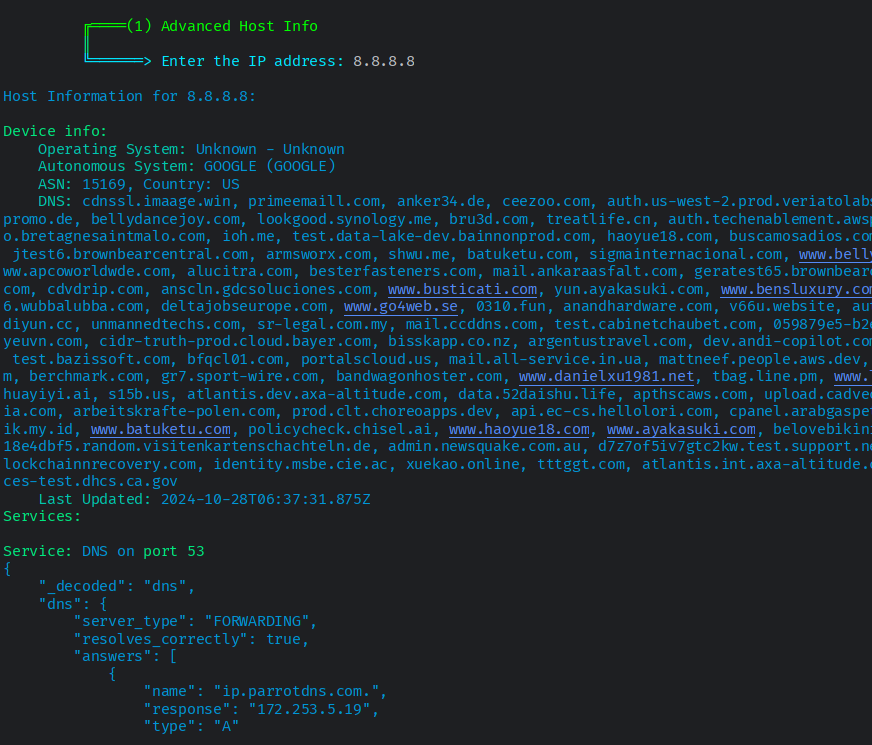 (1) Advanced Host Info
Enter the IP address: 8.8.8.8
Host Information for 8.8.8.8:
Device info:
Operating System: Unknown - Unknown
Autonomous System: GOOGLE (GOOGLE)
ASN: 15169, Country: US
DNS: cdnssl.imaage.win, primeemaill.com, anker34.de, ceezoo.com, auth.us-west-2.prod.veriatolabs
promo.de, bellydancejoy.com, lookgood.synology.me, bru3d.com, treatlife.cn, auth.techenablement.awsp
o.bretagnesaintmalo.com, ioh.me, test.data-lake-dev.bainnonprod.com, haoyue18.com, buscamosadios.com
jtest6.brownbearcentral.com, armsworx.com, shwu.me, batuketu.com, sigmainternacional.com, www.belly
ww.apcoworldwde.com, alucitra.com, besterfasteners.com, mail.ankaraasfalt.com, geratest65.brownbear
com, cdvdrip.com, anscln.gdcsoluciones.com, www.busticati.com, yun.ayakasuki.com, www.bensluxury.com
6.wubbalubba.com, deltajobseurope.com, www.go4web.se, 0310.fun, anandhardware.com, v66u.website, aut
diyun.cc, unmannedtechs.com, sr-legal.com.my, mail.ccddns.com, test.cabinetchaubet.com, 059879e5-b2
yeuvn.com, cidr-truth-prod.cloud.bayer.com, bisskapp.co.nz, argentustravel.com, dev.andi-copilot.com
test.bazissoft.com, bfqcl01.com, portalscloud.us, mail.all-service.in.ua, mattneef.people.aws.dev,
m, berchmark.com, gr7.sport-wire.com, bandwagonhoster.com, www.danielxu1981.net, tbag.line.pm, www.
huayiyi.ai, s15b.us, atlantis.dev.axa-altitude.com, data.52daishu.life, apthscaws.com, upload.cadve
ia.com, arbeitskrafte-polen.com, prod.clt.choreoapps.dev, api.ec-cs.hellolori.com, cpanel.arabgaspet
ik.my.id, www.batuketu.com, policycheck.chisel.ai, www.haoyue18.com, www.ayakasuki.com, belovebikini
18e4dbf5.random.visitenkartenschachteln.de, admin.newsquake.com.au, d7z7of5iv7gtc2kw.test.support.ne
lockchainnrecovery.com, identity.msbe.cie.ac, xuekao.online, tttggt.com, atlantis.int.axa-altitude.
ces-test.dhcs.ca.gov
Last Updated: 2024-10-28T06:37:31.875Z
Services:
Service: DNS on port 53
{
"_decoded": "dns",
"dns": {
"server_type": "FORWARDING",
"resolves_correctly": true,
"answers": [
{
"name": "ip.parrotdns.com.",
"response": "172.253.5.19",
"type": "A"